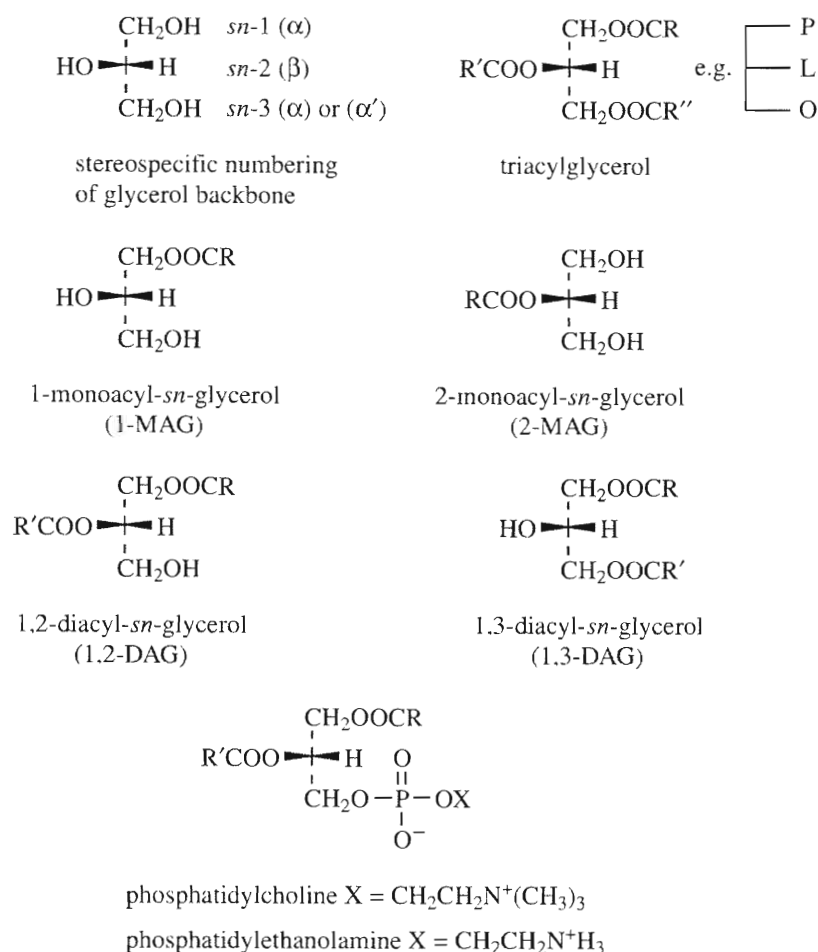 CH₂OH sn-1 (α)
HO H sn-2 (β)
CH₂OH sn-3 (α) or (α′)
stereospecific numbering
of glycerol backbone
CH₂OOCR
R′COO H e.g.
CH₂OOCR″
P
L
O
triacylglycerol
CH₂OOCR
HO H
CH₂OH
1-monoacyl-sn-glycerol
(1-MAG)
CH₂OH
RCOO H
CH₂OH
2-monoacyl-sn-glycerol
(2-MAG)
CH₂OOCR
R′COO H
CH₂OH
1,2-diacyl-sn-glycerol
(1,2-DAG)
CH₂OOCR
HO H
CH₂OOCR′
1,3-diacyl-sn-glycerol
(1,3-DAG)
CH₂OOCR
R′COO H O
CH₂O–P–OX
O⁻
phosphatidylcholine X = CH₂CH₂N⁺(CH₃)₃
phosphatidylethanolamine X = CH₂CH₂N⁺H₃